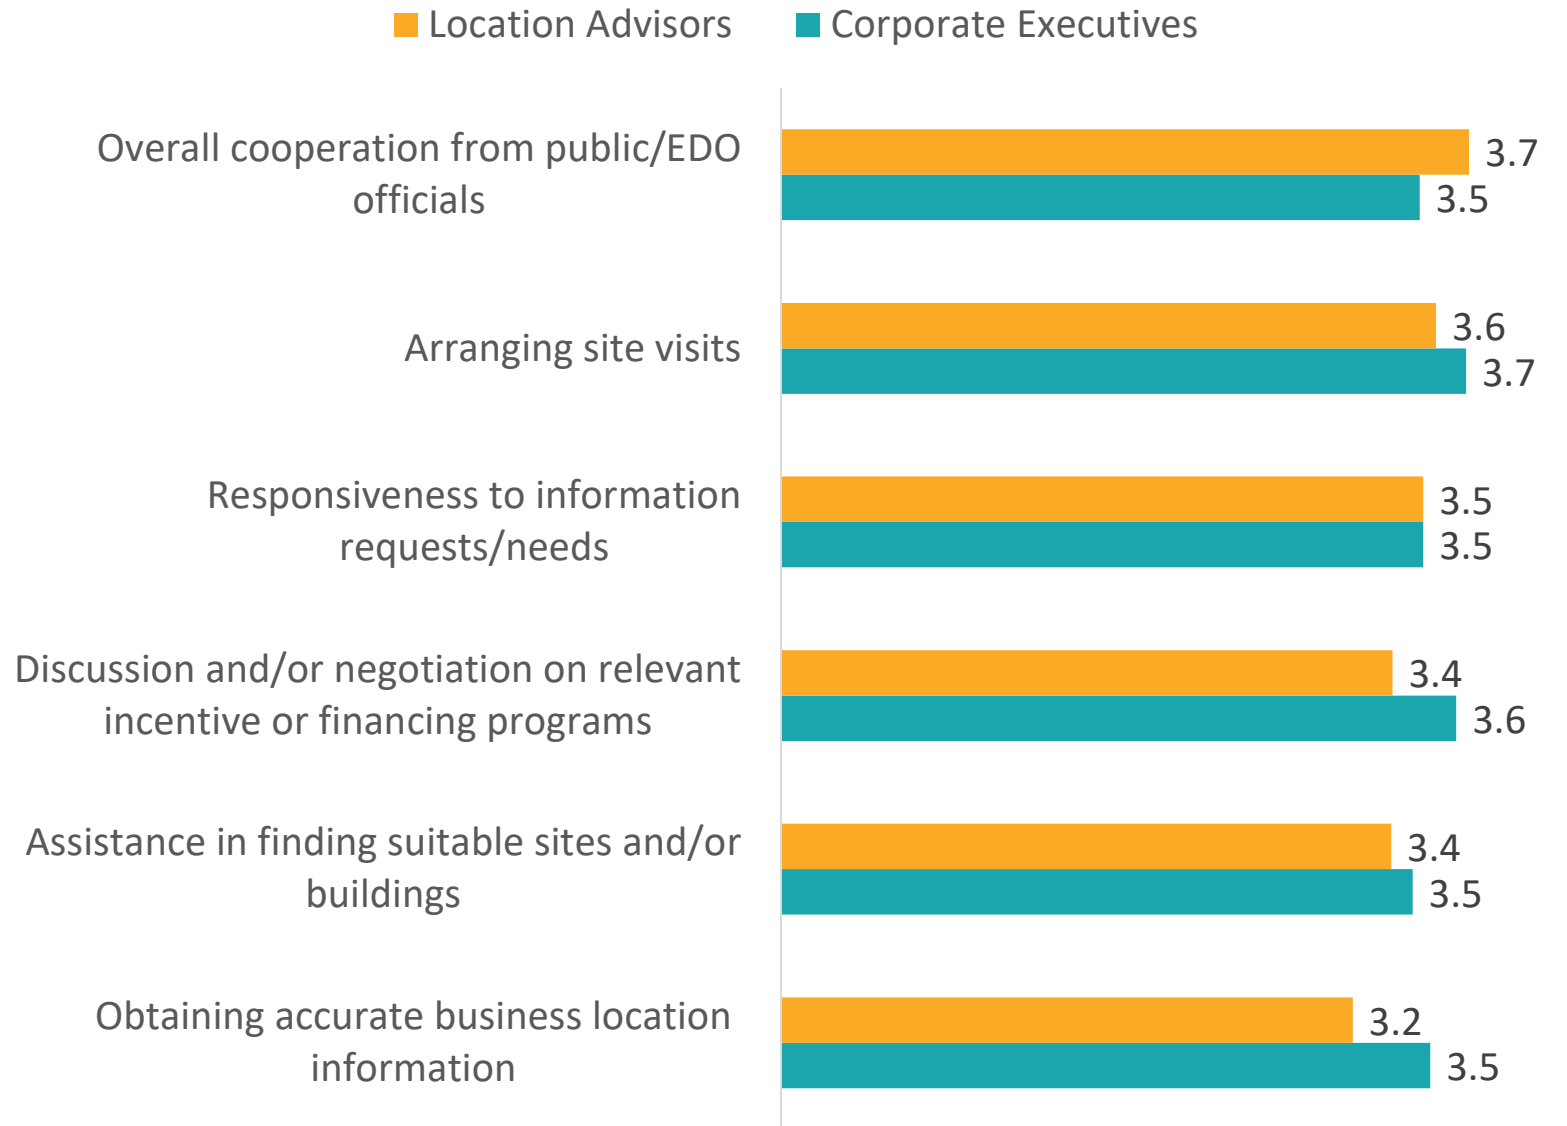 Location Advisors Corporate Executives
Overall cooperation from public/EDO
officials
3.7
3.5
Arranging site visits
3.6
3.7
Responsiveness to information
requests/needs
3.5
3.5
Discussion and/or negotiation on relevant
incentive or financing programs
3.4
3.6
Assistance in finding suitable sites and/or
buildings
3.4
3.5
Obtaining accurate business location
information
3.2
3.5